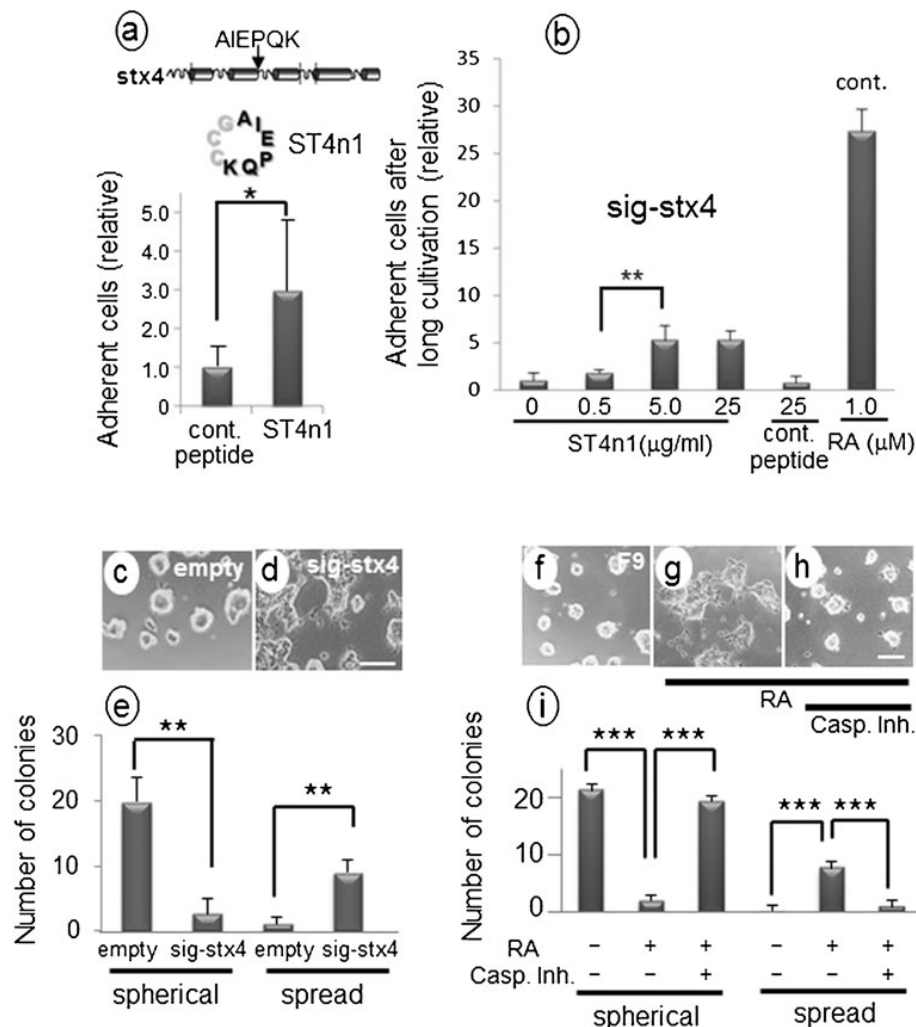 a
AIEPQK
stx4
G A I E P Q K C C
ST4n1
*
Adherent cells (relative)
5.0
4.0
3.0
2.0
1.0
0
cont. peptide
ST4n1
b
cont.
sig-stx4
**
Adherent cells after
long cultivation (relative)
35
30
25
20
15
10
5
0
0 0.5 5.0 25 25 1.0
ST4n1(μg/ml)
cont.
peptide
RA (μM)
c empty
d sig-stx4
e
** **
Number of colonies
30
20
10
0
empty sig-stx4 empty sig-stx4
spherical spread
f F9
g
h
RA
Casp. Inh.
i
*** *** *** ***
Number of colonies
20
10
0
RA − + + − + +
Casp. Inh. − − + − − +
spherical spread